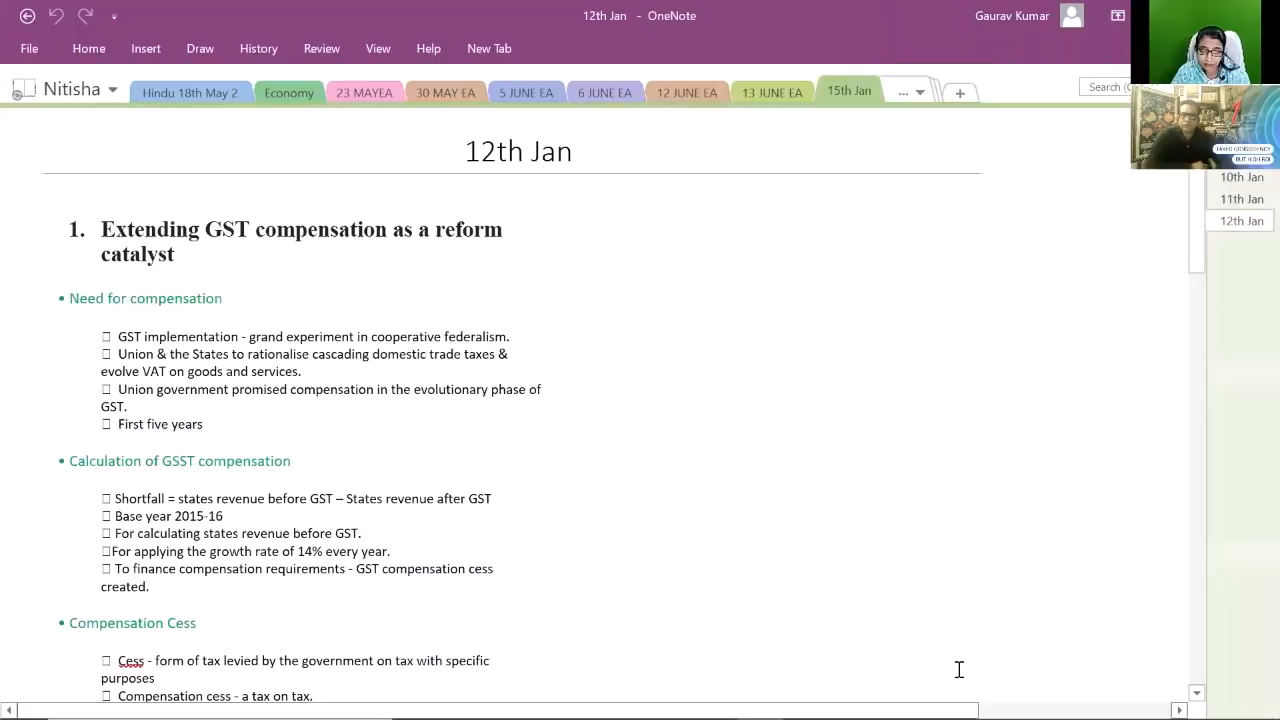 12th Jan - OneNote
Gaurav Kumar
File Home Insert Draw History Review View Help New Tab
Nitisha
Hindu 18th May 2 Economy 23 MAYEA 30 MAY EA 5 JUNE EA 6 JUNE EA 12 JUNE EA 13 JUNE EA 15th Jan ...
Search (
TAKES CONSISTENCY
BUT HIGH ROI
10th Jan
11th Jan
12th Jan
12th Jan
1. Extending GST compensation as a reform
catalyst
• Need for compensation
GST implementation - grand experiment in cooperative federalism.
Union & the States to rationalise cascading domestic trade taxes &
evolve VAT on goods and services.
Union government promised compensation in the evolutionary phase of
GST.
First five years
• Calculation of GSST compensation
Shortfall = states revenue before GST – States revenue after GST
Base year 2015-16
For calculating states revenue before GST.
For applying the growth rate of 14% every year.
To finance compensation requirements - GST compensation cess
created.
• Compensation Cess
Cess - form of tax levied by the government on tax with specific
purposes
Compensation cess - a tax on tax.